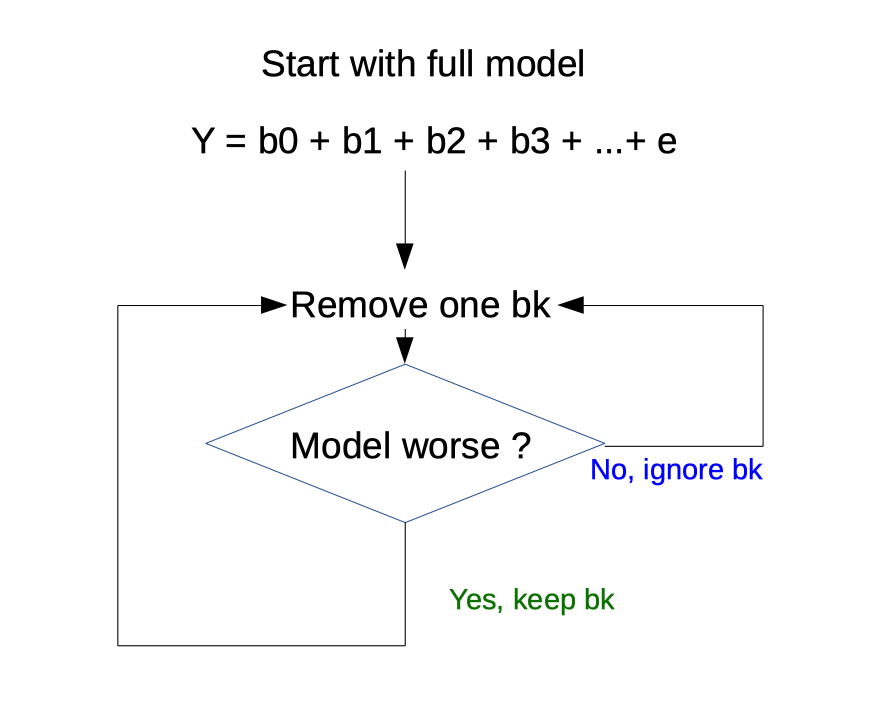 Start with full model
Y = b0 + b1 + b2 + b3 + ...+ e
Remove one bk
Model worse ?
No, ignore bk
Yes, keep bk